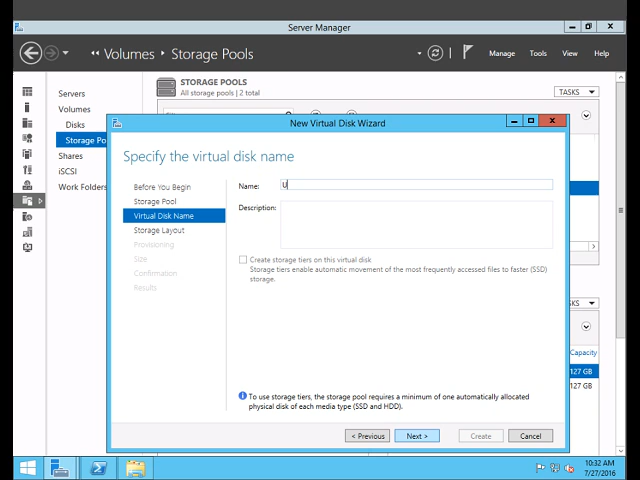 Server Manager
Volumes
Storage Pools
Manage
Tools
View
Help
Servers
Volumes
Disks
Storage Po
Shares
iSCSI
Work Folders
STORAGE POOLS
All storage pools | 2 total
TASKS
New Virtual Disk Wizard
Specify the virtual disk name
Before You Begin
Storage Pool
Virtual Disk Name
Storage Layout
Provisioning
Size
Confirmation
Results
Name:
U
Description:
Create storage tiers on this virtual disk
Storage tiers enable automatic movement of the most frequently accessed files to faster (SSD)
storage.
To use storage tiers, the storage pool requires a minimum of one automatically allocated
physical disk of each media type (SSD and HDD).
< Previous
Next >
Create
Cancel
SKS
Capacity
127 GB
127 GB
10:32 AM
7/27/2016